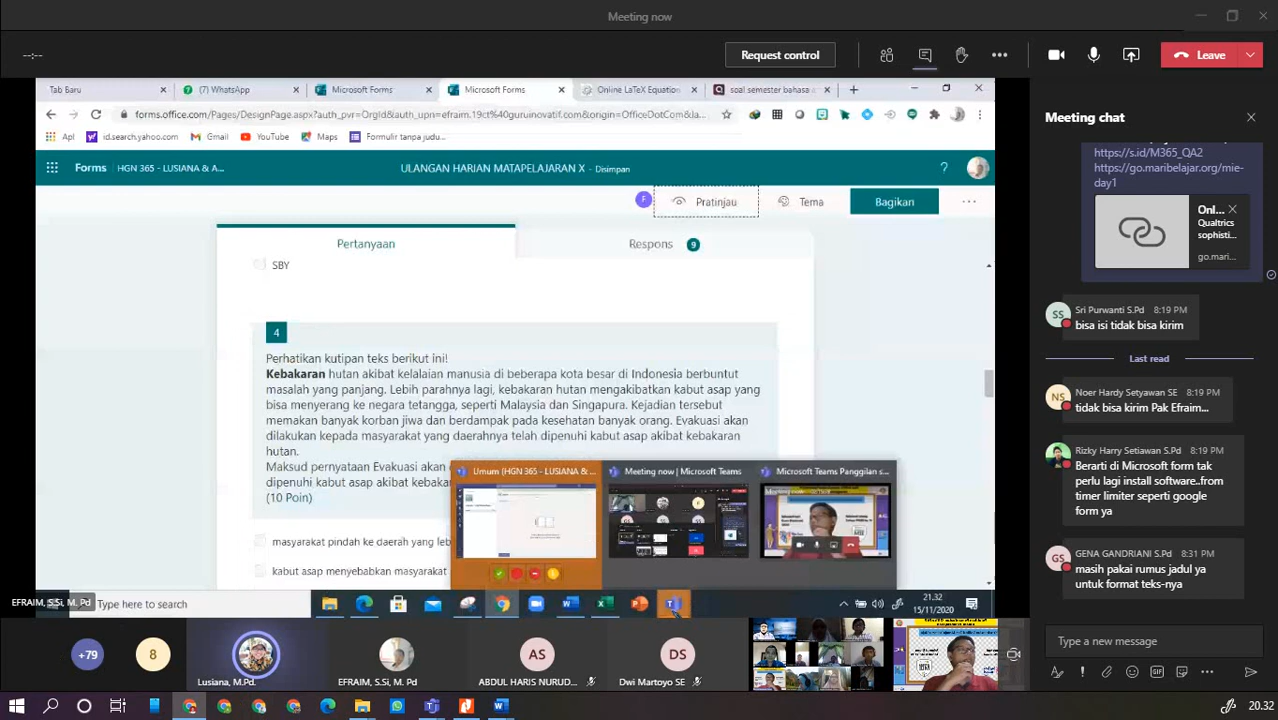 Meeting now
--:--
Request control
Leave
Tab Baru
(7) WhatsApp
Microsoft Forms
Microsoft Forms
Online LaTeX Equation
soal semester bahasa
forms.office.com/Pages/DesignPage.aspx?auth_pvr=OrgId&auth_upn=efraim.19ct%40guruinovatif.com&origin=OfficeDotCom&la...
Apl
id.search.yahoo.com
Gmail
YouTube
Maps
Formulir tanpa judu...
Forms
HGN 365 - LUSIANA & A...
ULANGAN HARIAN MATAPELAJARAN X - Disimpan
?
F
Pratinjau
Tema
Bagikan
Pertanyaan
Respons 9
SBY
4
Perhatikan kutipan teks berikut ini!
Kebakaran hutan akibat kelalaian manusia di beberapa kota besar di Indonesia berbuntut
masalah yang panjang. Lebih parahnya lagi, kebakaran hutan mengakibatkan kabut asap yang
bisa menyerang ke negara tetangga, seperti Malaysia dan Singapura. Kejadian tersebut
memakan banyak korban jiwa dan berdampak pada kesehatan banyak orang. Evakuasi akan
dilakukan kepada masyarakat yang daerahnya telah dipenuhi kabut asap akibat kebakaran
hutan.
Maksud pernyataan Evakuasi akan
dipenuhi kabut asap akibat kebaka
(10 Poin)
masyarakat pindah ke daerah yang leb
kabut asap menyebabkan masyarakat
Umum (HGN 365 - LUSIANA & ...
Meeting now | Microsoft Teams
Microsoft Teams Panggilan s...
EFRAIM, S.Si, M. Pd
Type here to search
21.32
15/11/2020
+79
8
Lusiana, M.Pd.
EFRAIM, S.Si, M. Pd
AS
ABDUL HARIS NURUD...
DS
Dwi Martoyo SE
Meeting chat
https://s.id/M365_QA2
https://go.maribelajar.org/mie-
day1
Onl...
Qualtrics
sophisti...
go.mari...
SS
Sri Purwanti S.Pd 8:19 PM
bisa isi tidak bisa kirim
Last read
NS
Noer Hardy Setyawan SE 8:19 PM
tidak bisa kirim Pak Efraim...
Rizky Hary Setiawan S.Pd 8:19 PM
Berarti di Microsoft form tak
perlu lagi install software..from
timer limiter seperti google
form ya
GS
GENA GANDRIANI S.Pd 8:31 PM
masih pakai rumus jadul ya
untuk format teks-nya
Type a new message
20.32